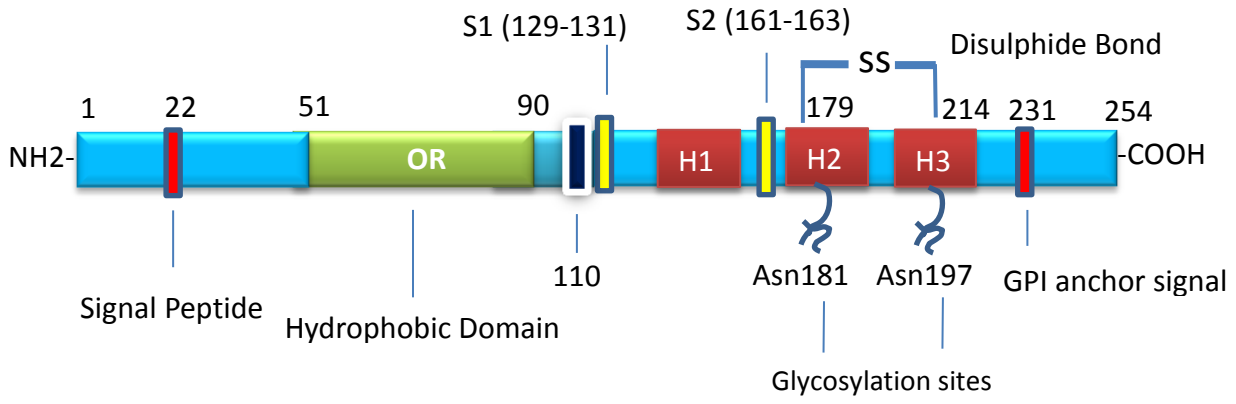 S1 (129-131)
S2 (161-163)
Disulphide Bond
SS
1
22
51
90
179
214
231
254
NH2-
OR
H1
H2
H3
-COOH
110
Asn181
Asn197
GPI anchor signal
Signal Peptide
Hydrophobic Domain
Glycosylation sites